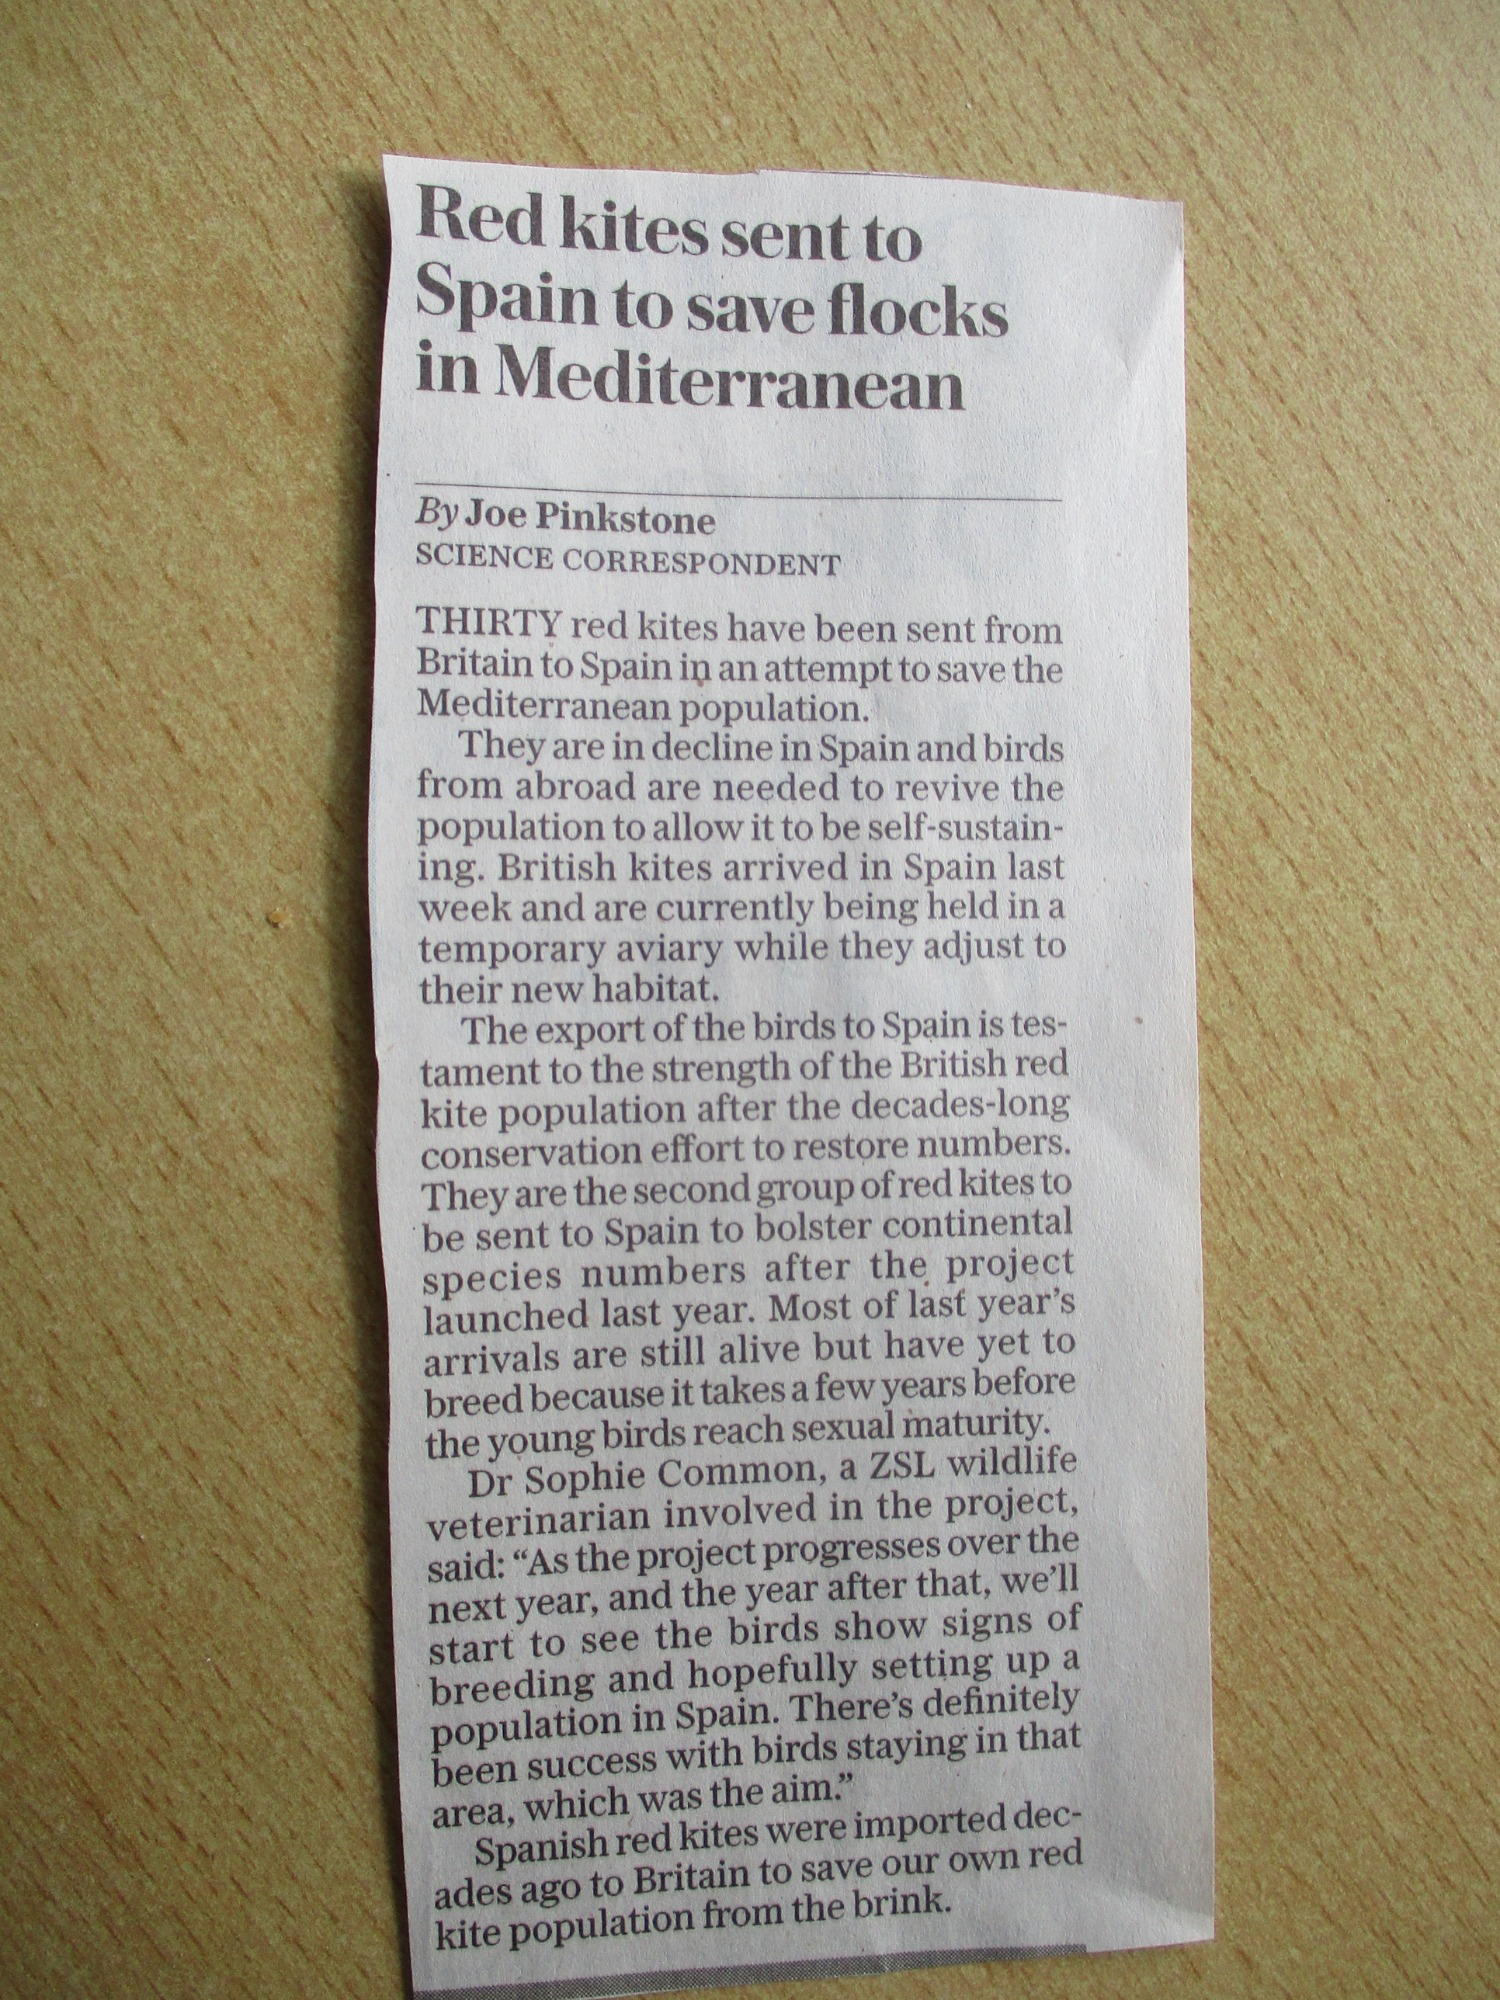 Red kites sent to
Spain to save flocks
in Mediterranean
By Joe Pinkstone
SCIENCE CORRESPONDENT
THIRTY red kites have been sent from
Britain to Spain in an attempt to save the
Mediterranean population.
They are in decline in Spain and birds
from abroad are needed to revive the
population to allow it to be self-sustain-
ing. British kites arrived in Spain last
week and are currently being held in a
temporary aviary while they adjust to
their new habitat.
The export of the birds to Spain is tes-
tament to the strength of the British red
kite population after the decades-long
conservation effort to restore numbers.
They are the second group of red kites to
be sent to Spain to bolster continental
species numbers after the project
launched last year. Most of last year's
arrivals are still alive but have yet to
breed because it takes a few years before
the young birds reach sexual maturity.
Dr Sophie Common, a ZSL wildlife
veterinarian involved in the project,
said: “As the project progresses over the
next year, and the year after that, we'll
start to see the birds show signs of
breeding and hopefully setting up a
population in Spain. There's definitely
been success with birds staying in that
area, which was the aim.”
Spanish red kites were imported dec-
ades ago to Britain to save our own red
kite population from the brink.